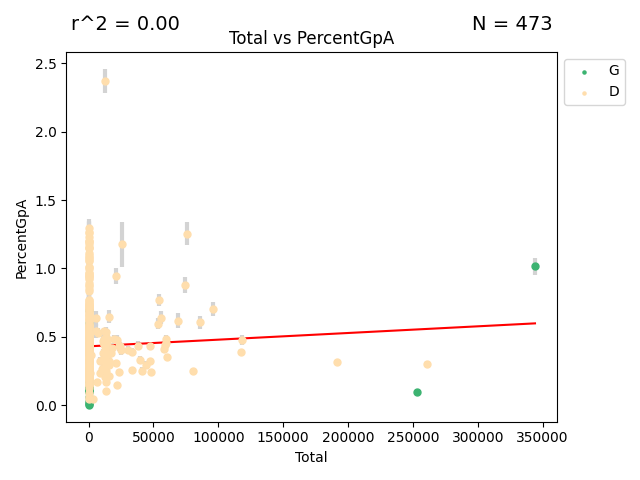 r^2 = 0.00
N = 473
Total vs PercentGpA
G
D
2.5
2.0
1.5
1.0
0.5
0.0
PercentGpA
0
50000
100000
150000
200000
250000
300000
350000
Total